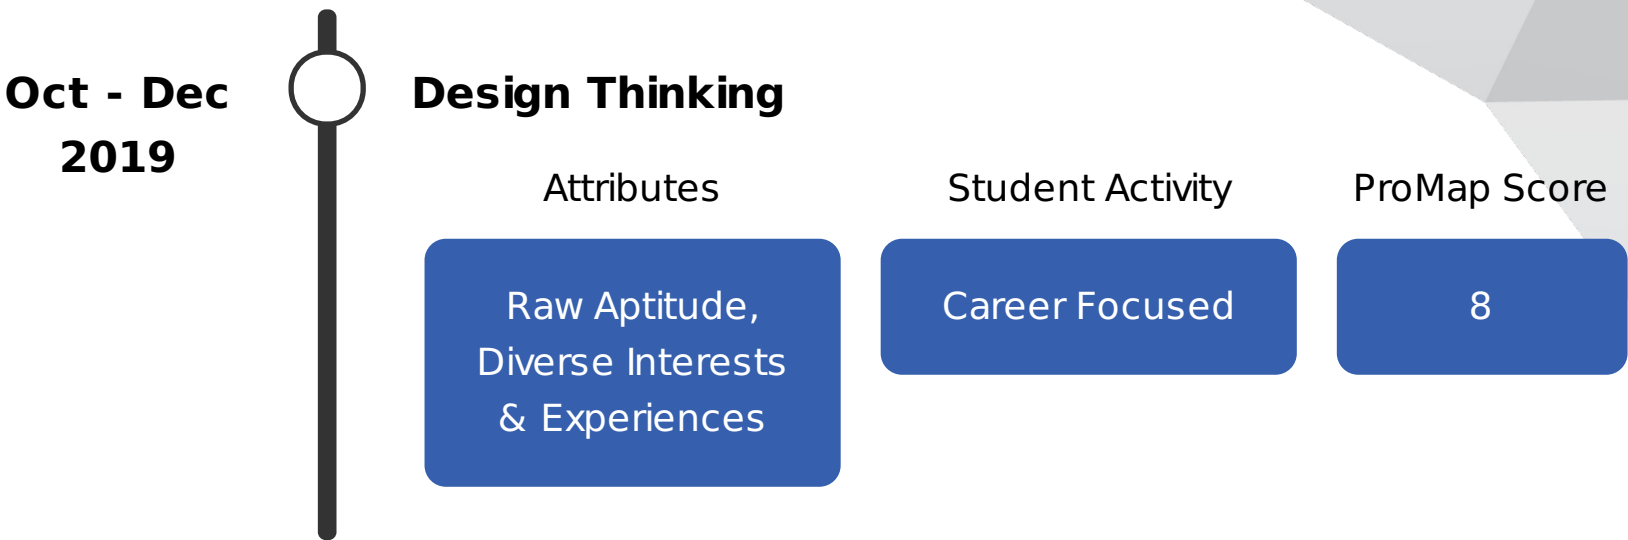 Oct - Dec
2019
Design Thinking
Attributes
Student Activity
ProMap Score
Raw Aptitude,
Diverse Interests
& Experiences
Career Focused
8